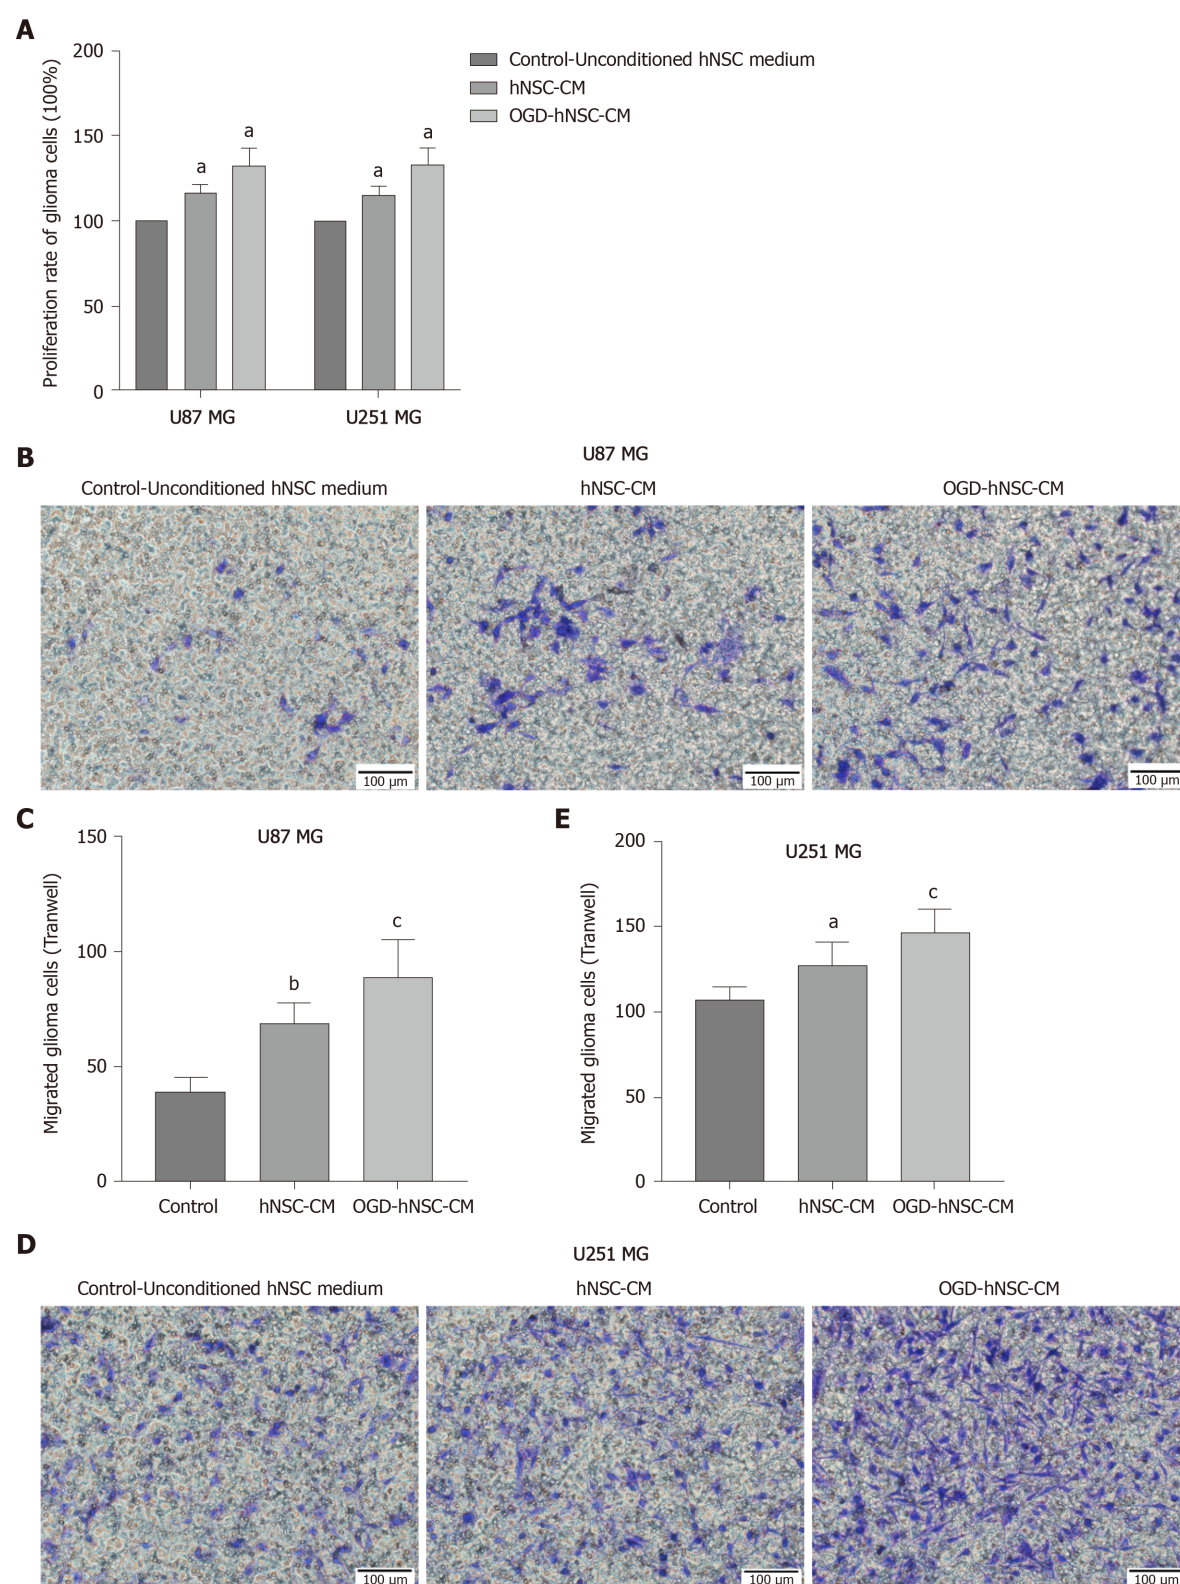 A
200
150
100
50
0
Proliferation rate of glioma cells (100%)
Control-Unconditioned hNSC medium
hNSC-CM
OGD-hNSC-CM
a
a
a
a
U87 MG
U251 MG
B
U87 MG
Control-Unconditioned hNSC medium
hNSC-CM
OGD-hNSC-CM
100 µm
100 µm
100 µm
C
U87 MG
150
100
50
0
Migrated glioma cells (Tranwell)
b
c
Control
hNSC-CM
OGD-hNSC-CM
E
U251 MG
200
150
100
50
0
Migrated glioma cells (Tranwell)
a
c
Control
hNSC-CM
OGD-hNSC-CM
D
U251 MG
Control-Unconditioned hNSC medium
hNSC-CM
OGD-hNSC-CM
100 µm
100 µm
100 µm